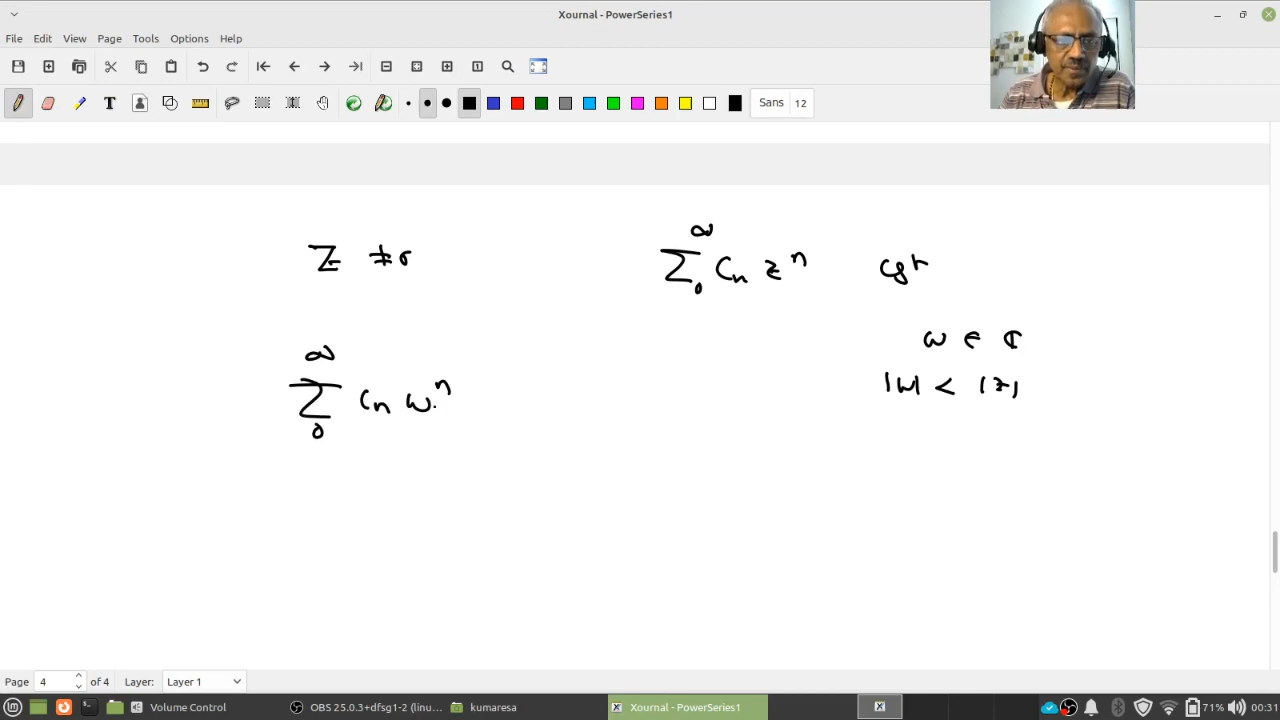 Xournal - PowerSeries1
File Edit View Page Tools Options Help
Sans 12
z ≠ 0
∞
∑ Cₙ zⁿ cgt
0
ω ∈ ℂ
|ω| < |z|
∞
∑ Cₙ ωⁿ
0
Page 4 of 4 Layer: Layer 1
Volume Control OBS 25.0.3+dfsg1-2 (linu... kumaresa Xournal - PowerSeries1 71% 00:31